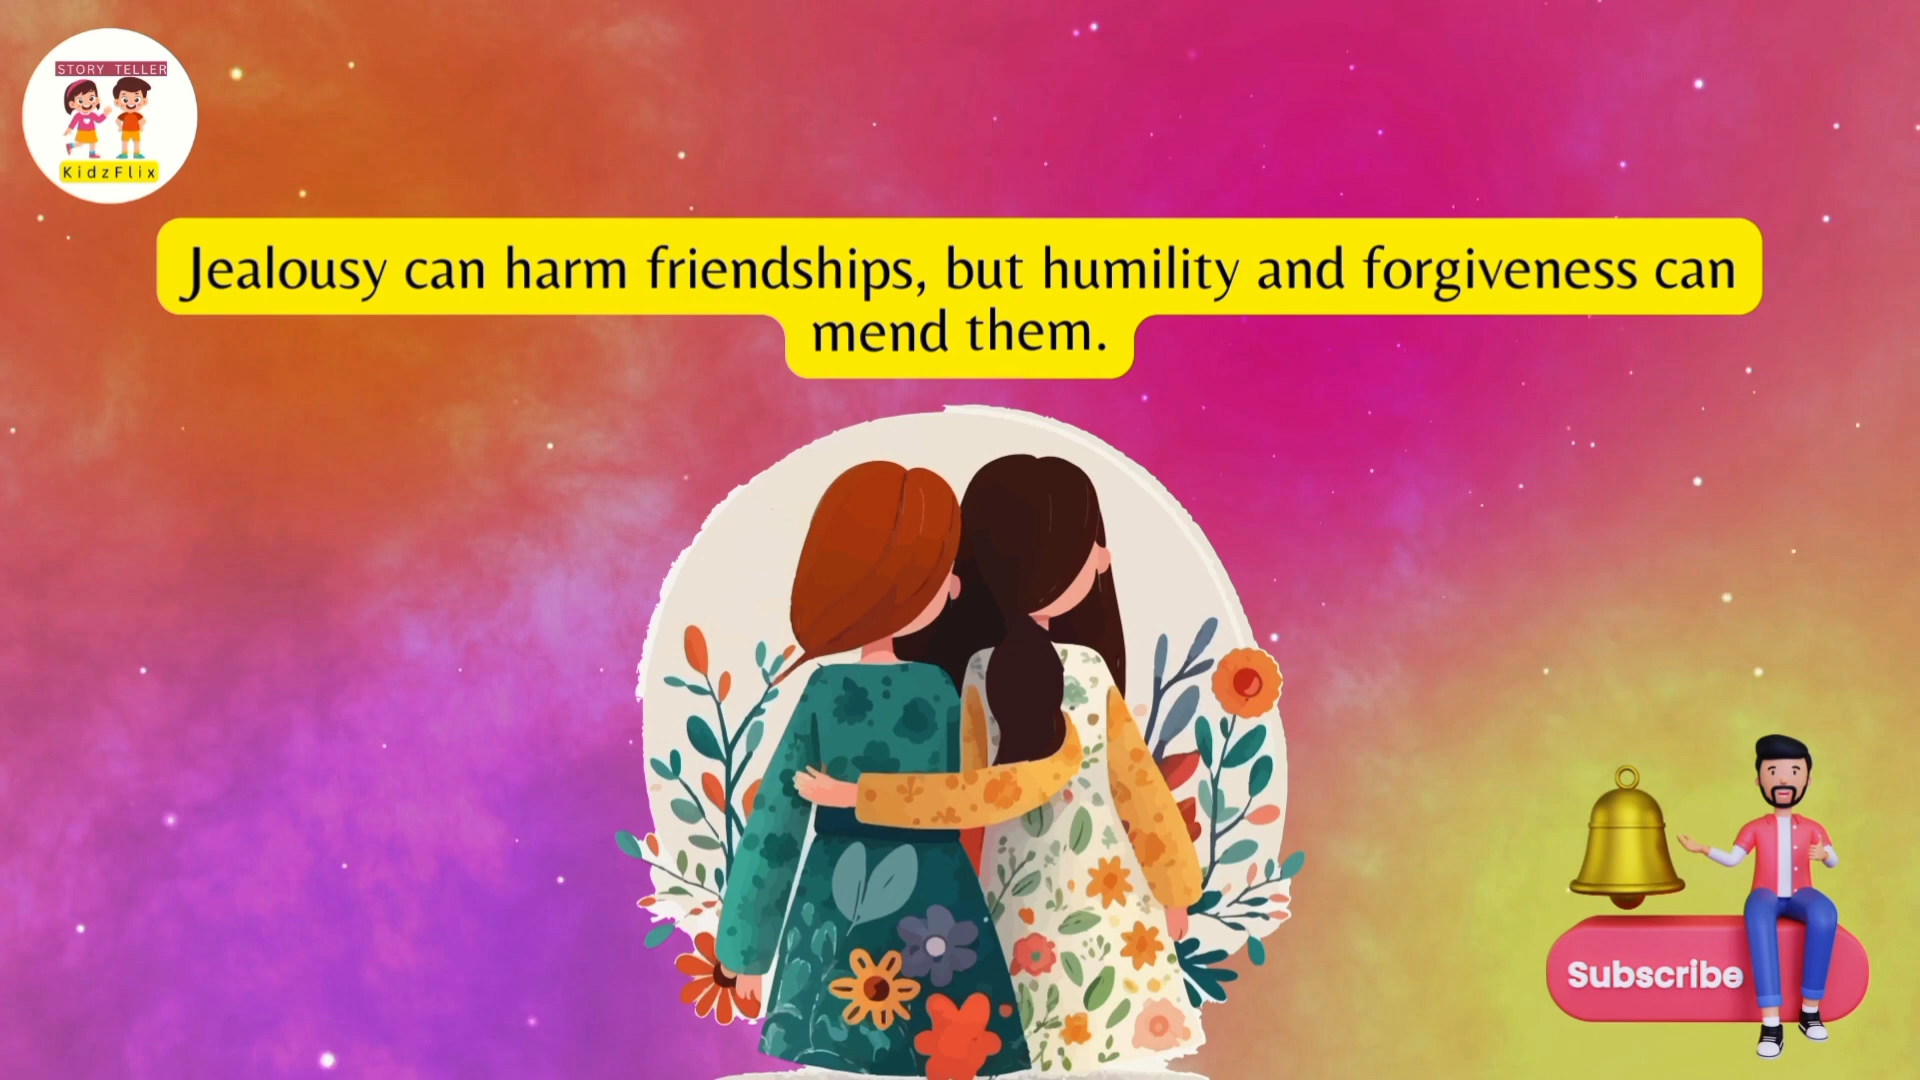 STORY TELLER
KidzFlix
Jealousy can harm friendships, but humility and forgiveness can
mend them.
Subscribe